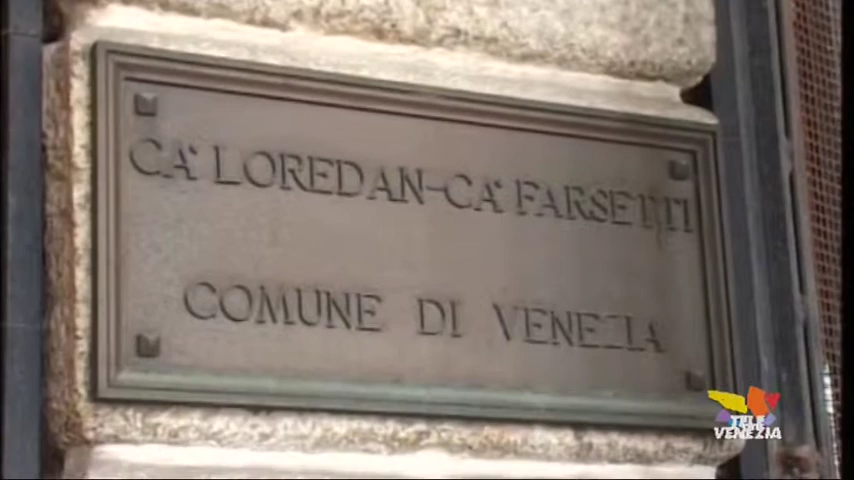 CA' LOREDAN-CA' FARSETTI
COMUNE DI VENEZIA
TELE
VENEZIA